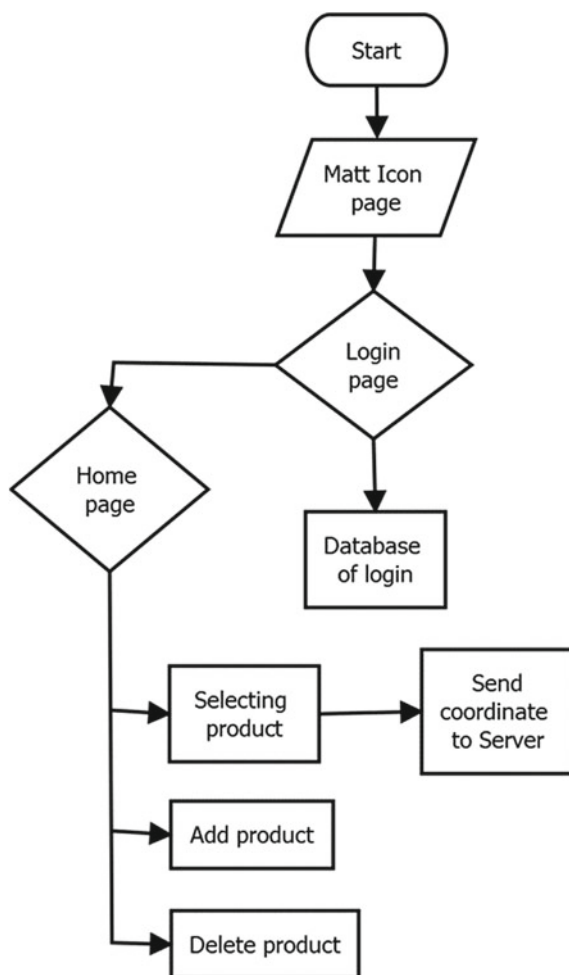 Start
Matt Icon
page
Login
page
Home
page
Database
of login
Selecting
product
Send
coordinate
to Server
Add product
Delete product